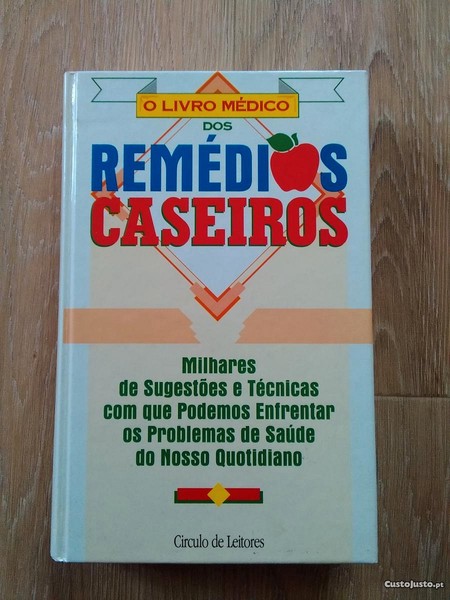 O LIVRO MÉDICO
DOS
REMÉDIOS
CASEIROS
Milhares
de Sugestões e Técnicas
com que Podemos Enfrentar
os Problemas de Saúde
do Nosso Quotidiano
Circulo de Leitores
CustoJusto.pt